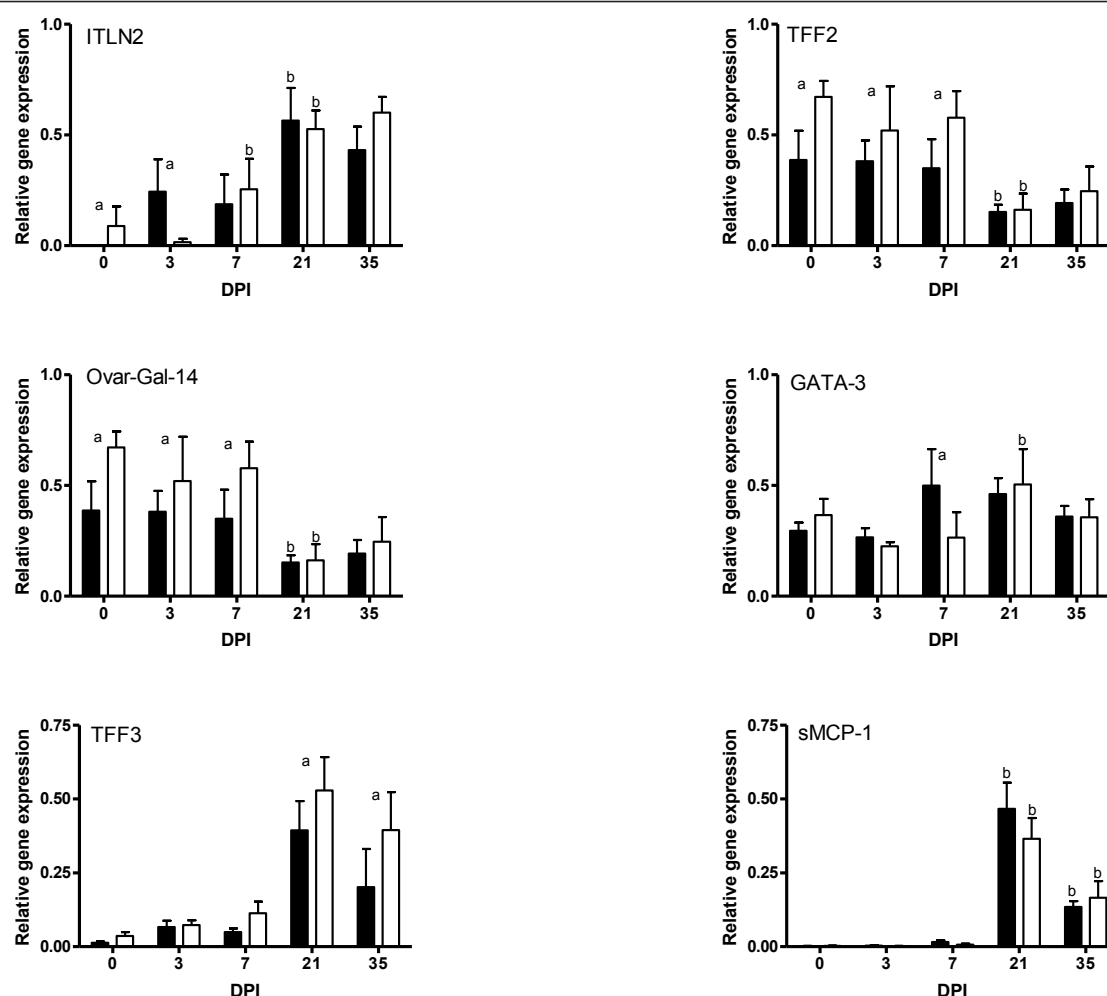 ITLN2
Relative gene expression
1.0
0.5
0.0
a
a
b
b
b
0 3 7 21 35
DPI
TFF2
Relative gene expression
1.0
0.5
0.0
a
a
a
b
b
0 3 7 21 35
DPI
Ovar-Gal-14
Relative gene expression
1.0
0.5
0.0
a
a
a
b
b
0 3 7 21 35
DPI
GATA-3
Relative gene expression
1.0
0.5
0.0
a
b
0 3 7 21 35
DPI
TFF3
Relative gene expression
0.75
0.50
0.25
0.00
a
a
0 3 7 21 35
DPI
sMCP-1
Relative gene expression
0.75
0.50
0.25
0.00
b
b
b
b
0 3 7 21 35
DPI